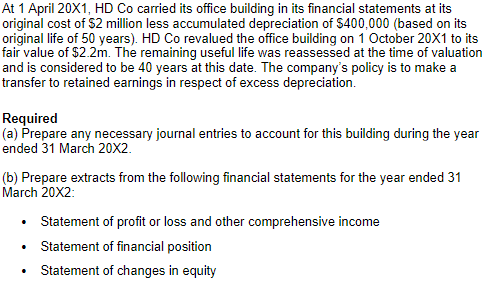 At 1 April 20X1, HD Co carried its office building in its financial statements at its
original cost of $2 million less accumulated depreciation of $400,000 (based on its
original life of 50 years). HD Co revalued the office building on 1 October 20X1 to its
fair value of $2.2m. The remaining useful life was reassessed at the time of valuation
and is considered to be 40 years at this date. The company's policy is to make a
transfer to retained earnings in respect of excess depreciation.
Required
(a) Prepare any necessary journal entries to account for this building during the year
ended 31 March 20X2.
(b) Prepare extracts from the following financial statements for the year ended 31
March 20X2:
• Statement of profit or loss and other comprehensive income
• Statement of financial position
• Statement of changes in equity